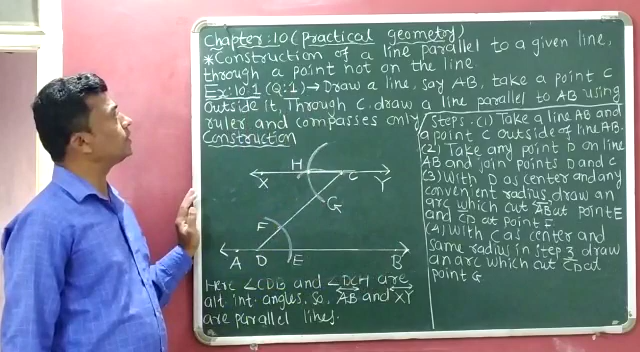 Chapter:10 (Practical geometry)
*Construction of a line parallel to a given line,
through a point not on the line
Ex:10.1 (Q:1) → Draw a line, say AB, take a point C
outside it, Through C, draw a line parallel to AB using
ruler and compasses only
Construction
H
X
C
Y
G
F
A
D
E
B
Here ∠CDB and ∠DCH are
alt. int. angles. So, AB and XY
are parallel lines.
Steps:(1) Take a line AB and
a point C outside of line AB.
(2) Take any point D on line
AB and join points D and C
(3) With D as center and any
convenient radius, draw an
arc which cut AB at point E
and CD at point F
(4) With C as center and
same radius in step 3, draw
an arc which cut CD at
point G